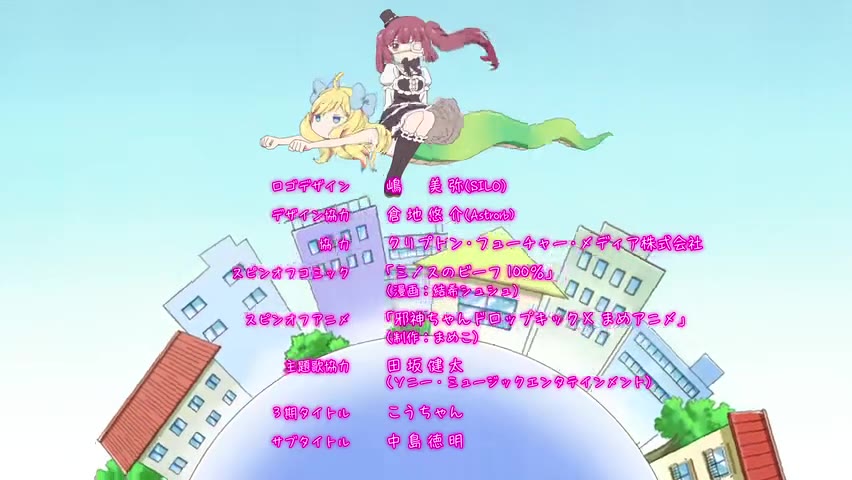 ロゴデザイン 嶋 美弥(SILO)
デザイン協力 倉地悠介(Astrorb)
協力 クリプトン・フューチャー・メディア株式会社
スピンオフコミック 「ミノスのビーフ100%」
(漫画：結希シュシュ)
スピンオフアニメ 「邪神ちゃんドロップキックX まめアニメ」
(制作：まめこ)
主題歌協力 田坂健太
(ソニー・ミュージックエンタテインメント)
3期タイトル こうちゃん
サブタイトル 中島徳明